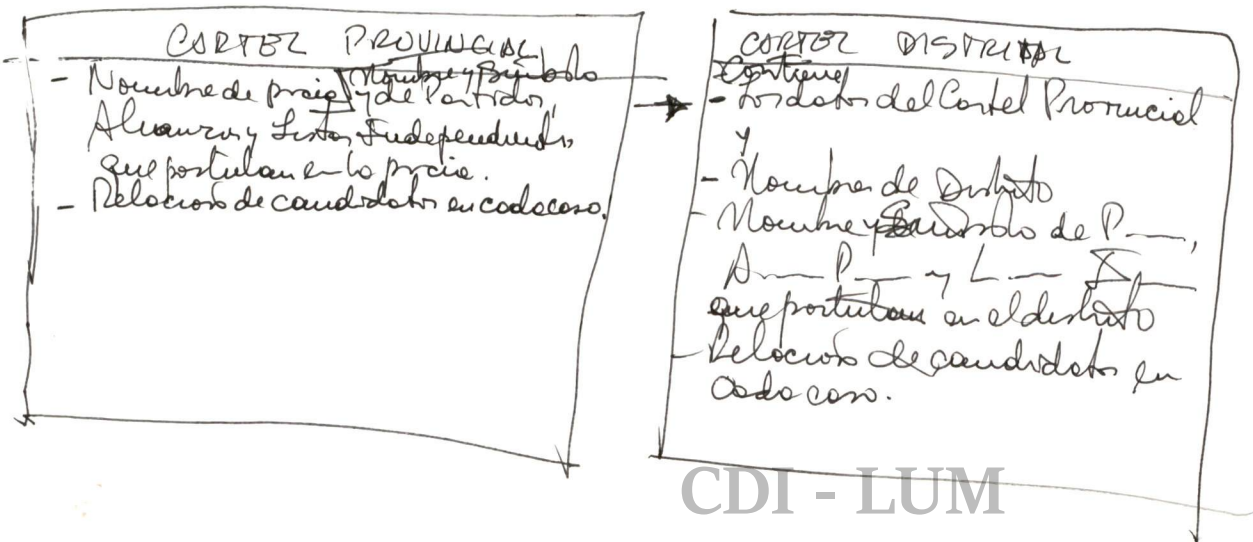 CARTEL PROVINCIAL
- Nombre de prcia Nombre y Símbolo
y de Partidos,
Alianzas y Listas Independientes
que postulan en la prcia.
- Relación de candidatos en cada caso.
CARTEL DISTRITAL
Contiene
- Los datos del Cartel Provincial
y
- Nombre de Distrito
- Nombre y Símbolo de P——,
A—— P—— y L—— I——
que postulan en el distrito
- Relación de candidatos en
cada caso.
CDI - LUM